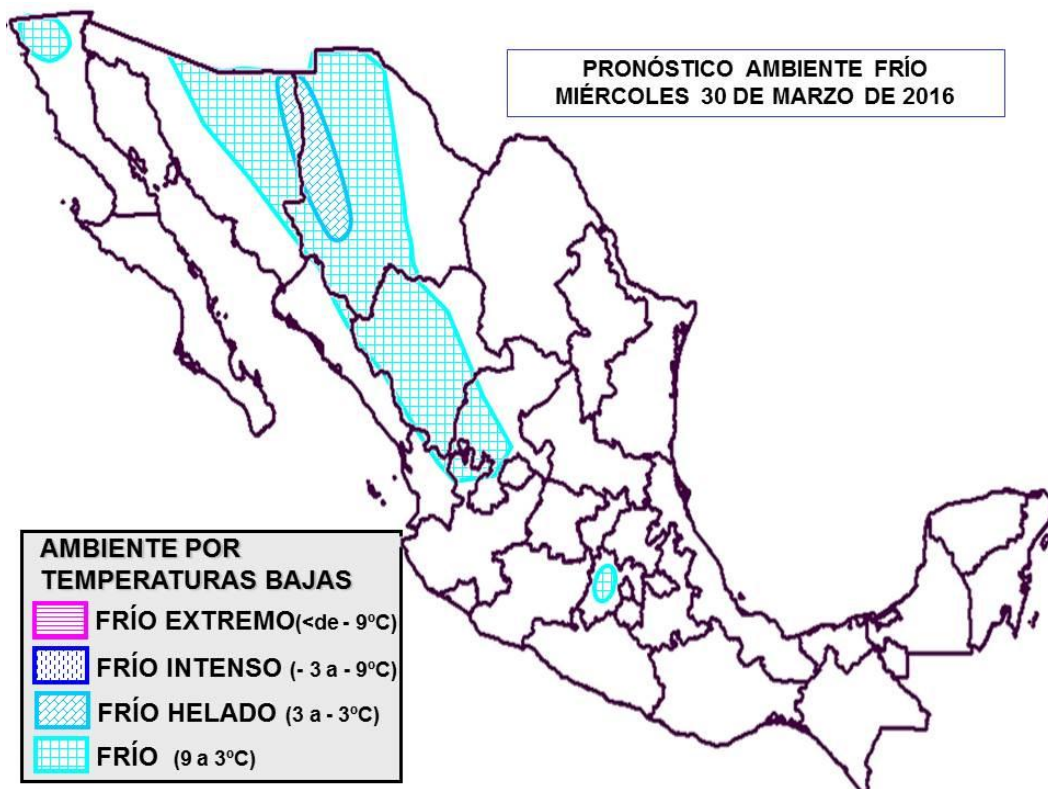 PRONÓSTICO AMBIENTE FRÍO
MIÉRCOLES 30 DE MARZO DE 2016
AMBIENTE POR
TEMPERATURAS BAJAS
FRÍO EXTREMO(<de - 9ºC)
FRÍO INTENSO (- 3 a - 9ºC)
FRÍO HELADO (3 a - 3ºC)
FRÍO (9 a 3ºC)